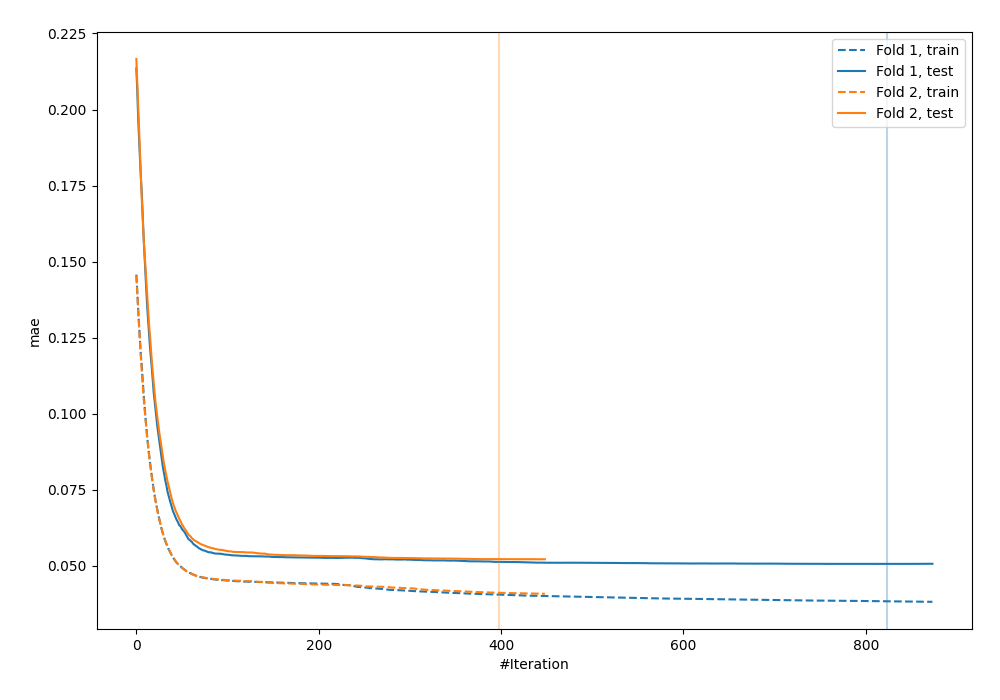 0.225
0.200
0.175
0.150
0.125
0.100
0.075
0.050
mae
0
200
400
600
800
#Iteration
Fold 1, train
Fold 1, test
Fold 2, train
Fold 2, test